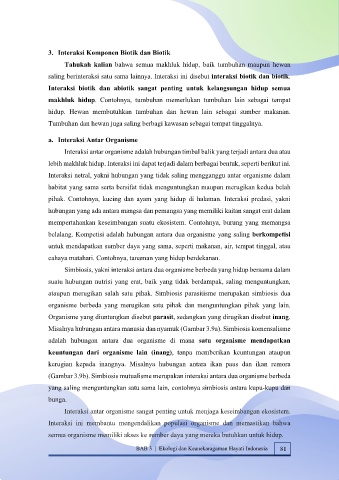 3. Interaksi Komponen Biotik dan Biotik
Tahukah kalian bahwa semua makhluk hidup, baik tumbuhan maupun hewan
saling berinteraksi satu sama lainnya. Interaksi ini disebut interaksi biotik dan biotik.
Interaksi biotik dan abiotik sangat penting untuk kelangsungan hidup semua
makhluk hidup. Contohnya, tumbuhan memerlukan tumbuhan lain sebagai tempat
hidup. Hewan membutuhkan tumbuhan dan hewan lain sebagai sumber makanan.
Tumbuhan dan hewan juga saling berbagi kawasan sebagai tempat tinggalnya.
a. Interaksi Antar Organisme
Interaksi antar organisme adalah hubungan timbal balik yang terjadi antara dua atau
lebih makhluk hidup. Interaksi ini dapat terjadi dalam berbagai bentuk, seperti berikut ini.
Interaksi netral, yakni hubungan yang tidak saling mengganggu antar organisme dalam
habitat yang sama serta bersifat tidak menguntungkan maupun merugikan kedua belah
pihak. Contohnya, kucing dan ayam yang hidup di halaman. Interaksi predasi, yakni
hubungan yang ada antara mangsa dan pemangsa yang memiliki kaitan sangat erat dalam
mempertahankan keseimbangan suatu ekosistem. Contohnya, burung yang memangsa
belalang. Kompetisi adalah hubungan antara dua organisme yang saling berkompetisi
untuk mendapatkan sumber daya yang sama, seperti makanan, air, tempat tinggal, atau
cahaya matahari. Contohnya, tanaman yang hidup berdekatan.
Simbiosis, yakni interaksi antara dua organisme berbeda yang hidup bersama dalam
suatu hubungan nutrisi yang erat, baik yang tidak berdampak, saling menguntungkan,
ataupun merugikan salah satu pihak. Simbiosis parasitisme merupakan simbiosis dua
organisme berbeda yang merugikan satu pihak dan menguntungkan pihak yang lain.
Organisme yang diuntungkan disebut parasit, sedangkan yang dirugikan disebut inang.
Misalnya hubungan antara manusia dan nyamuk (Gambar 3.9a). Simbiosis komensalisme
adalah hubungan antara dua organisme di mana satu organisme mendapatkan
keuntungan dari organisme lain (inang), tanpa memberikan keuntungan ataupun
kerugian kepada inangnya. Misalnya hubungan antara ikan paus dan ikan remora
(Gambar 3.9b). Simbiosis mutualisme merupakan interaksi antara dua organisme berbeda
yang saling menguntungkan satu sama lain, contohnya simbiosis antara kupu-kupu dan
bunga.
Interaksi antar organisme sangat penting untuk menjaga keseimbangan ekosistem.
Interaksi ini membantu mengendalikan populasi organisme dan memastikan bahwa
semua organisme memiliki akses ke sumber daya yang mereka butuhkan untuk hidup.
BAB 3 | Ekologi dan Keanekaragaman Hayati Indonesia 81